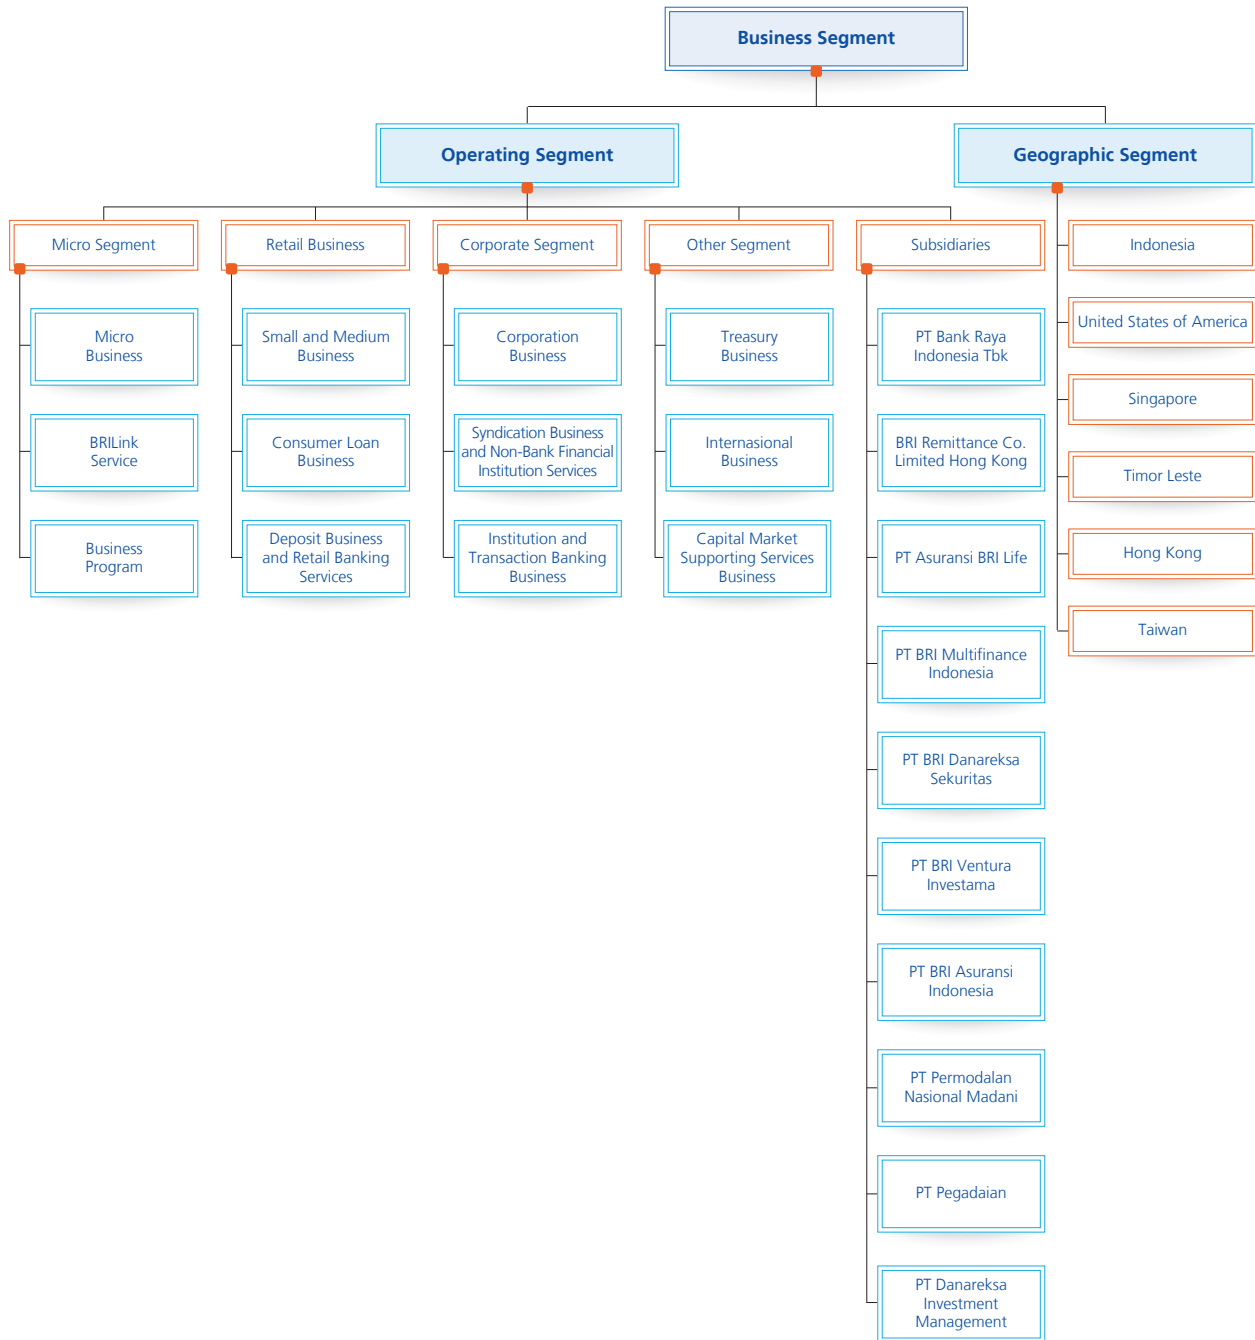 Business Segment
Operating Segment
Geographic Segment
Micro Segment
Retail Business
Corporate Segment
Other Segment
Subsidiaries
Micro
Business
BRILink
Service
Business
Program
Small and Medium
Business
Consumer Loan
Business
Deposit Business
and Retail Banking
Services
Corporation
Business
Syndication Business
and Non-Bank Financial
Institution Services
Institution and
Transaction Banking
Business
Treasury
Business
Internasional
Business
Capital Market
Supporting Services
Business
PT Bank Raya
Indonesia Tbk
BRI Remittance Co.
Limited Hong Kong
PT Asuransi BRI Life
PT BRI Multifinance
Indonesia
PT BRI Danareksa
Sekuritas
PT BRI Ventura
Investama
PT BRI Asuransi
Indonesia
PT Permodalan
Nasional Madani
PT Pegadaian
PT Danareksa
Investment
Management
Indonesia
United States of America
Singapore
Timor Leste
Hong Kong
Taiwan